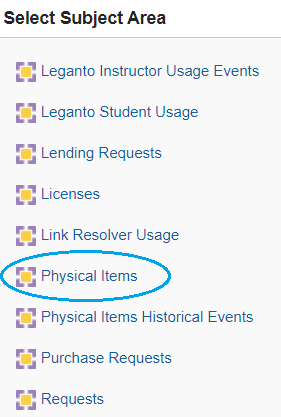 Select Subject Area
Leganto Instructor Usage Events
Leganto Student Usage
Lending Requests
Licenses
Link Resolver Usage
Physical Items
Physical Items Historical Events
Purchase Requests
Requests